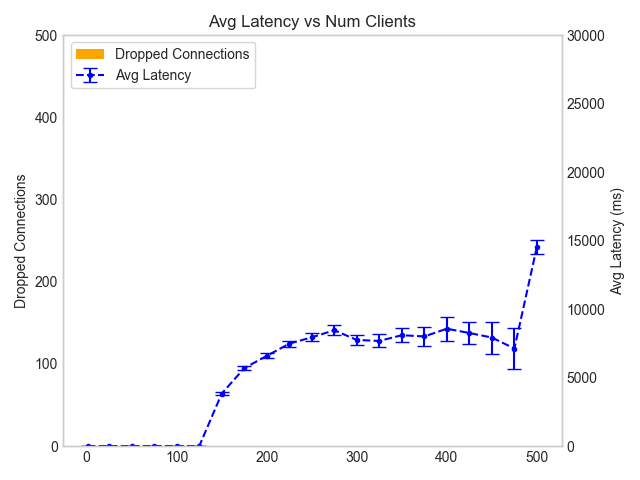 Avg Latency vs Num Clients
Dropped Connections
Avg Latency
500
400
300
200
100
0
Dropped Connections
30000
25000
20000
15000
10000
5000
0
Avg Latency (ms)
0 100 200 300 400 500